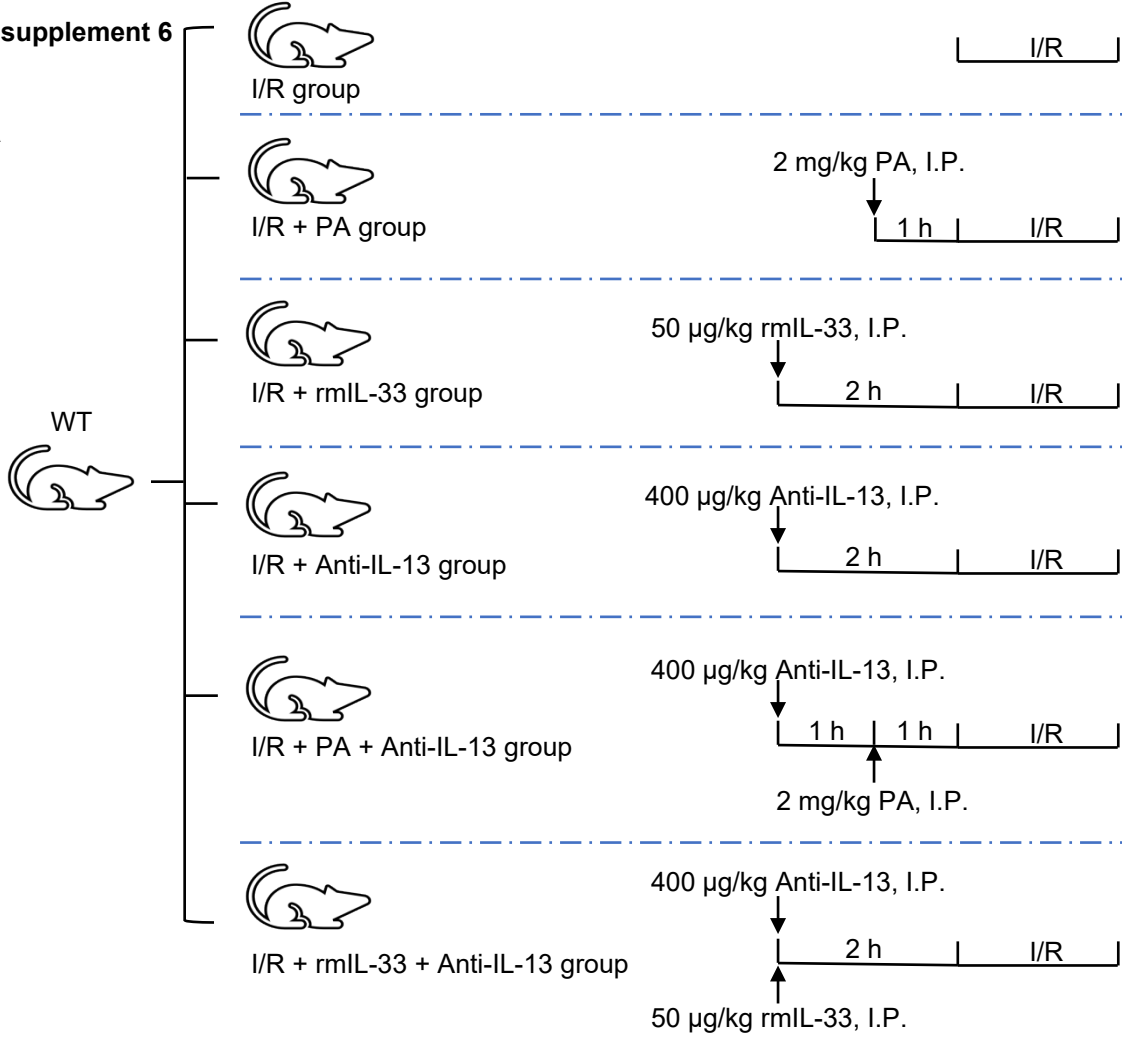 supplement 6
I/R group
I/R
2 mg/kg PA, I.P.
I/R + PA group
1 h
I/R
50 µg/kg rmIL-33, I.P.
I/R + rmIL-33 group
2 h
I/R
WT
400 µg/kg Anti-IL-13, I.P.
I/R + Anti-IL-13 group
2 h
I/R
400 µg/kg Anti-IL-13, I.P.
I/R + PA + Anti-IL-13 group
1 h
1 h
I/R
2 mg/kg PA, I.P.
400 µg/kg Anti-IL-13, I.P.
I/R + rmIL-33 + Anti-IL-13 group
2 h
I/R
50 µg/kg rmIL-33, I.P.